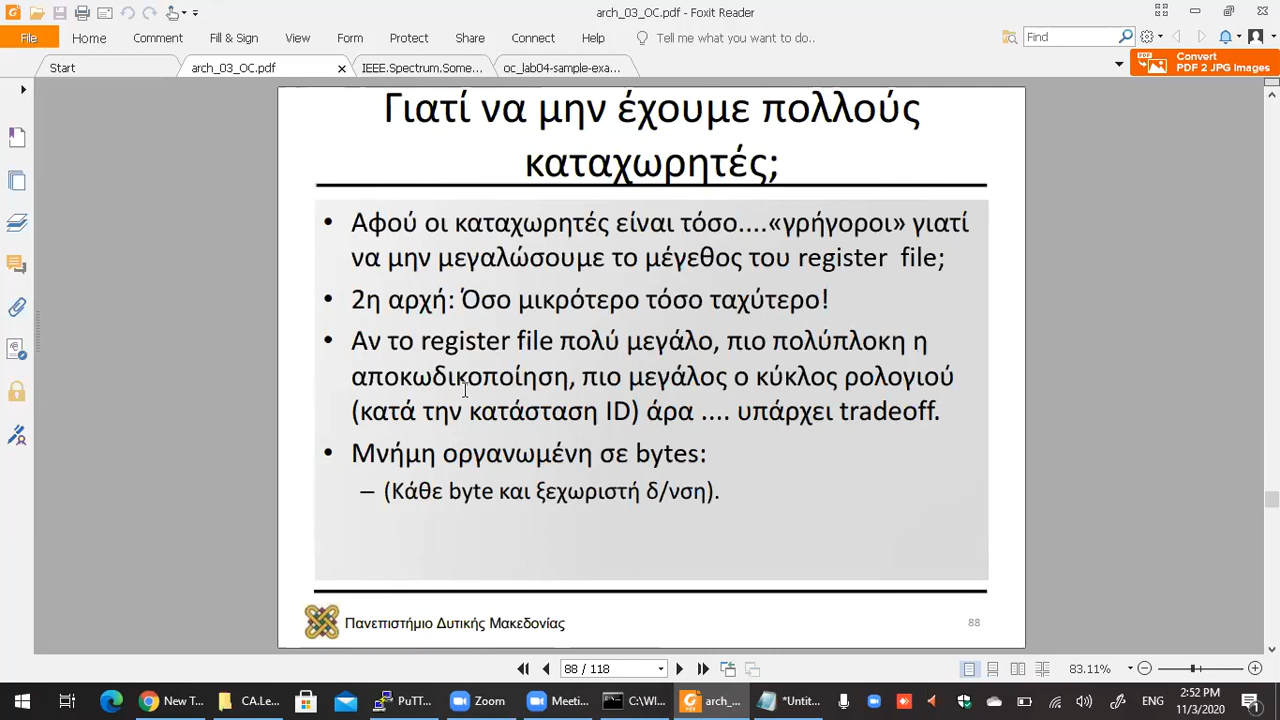 arch_03_OC.pdf - Foxit Reader
File Home Comment Fill & Sign View Form Protect Share Connect Help Tell me what you want to do.. Find
Start arch_03_OC.pdf IEEE.Spectrum.Some... oc_lab04-sample-exa... Convert
PDF 2 JPG Images
Γιατί να μην έχουμε πολλούς
καταχωρητές;
• Αφού οι καταχωρητές είναι τόσο....«γρήγοροι» γιατί
να μην μεγαλώσουμε το μέγεθος του register file;
• 2η αρχή: Όσο μικρότερο τόσο ταχύτερο!
• Αν το register file πολύ μεγάλο, πιο πολύπλοκη η
αποκωδικοποίηση, πιο μεγάλος ο κύκλος ρολογιού
(κατά την κατάσταση ID) άρα .... υπάρχει tradeoff.
• Μνήμη οργανωμένη σε bytes:
– (Κάθε byte και ξεχωριστή δ/νση).
Πανεπιστήμιο Δυτικής Μακεδονίας 88
88 / 118 83.11%
New T... CA.Le... PuTT... Zoom Meeti... C:\WI... arch_... *Untit... ENG 2:52 PM
11/3/2020